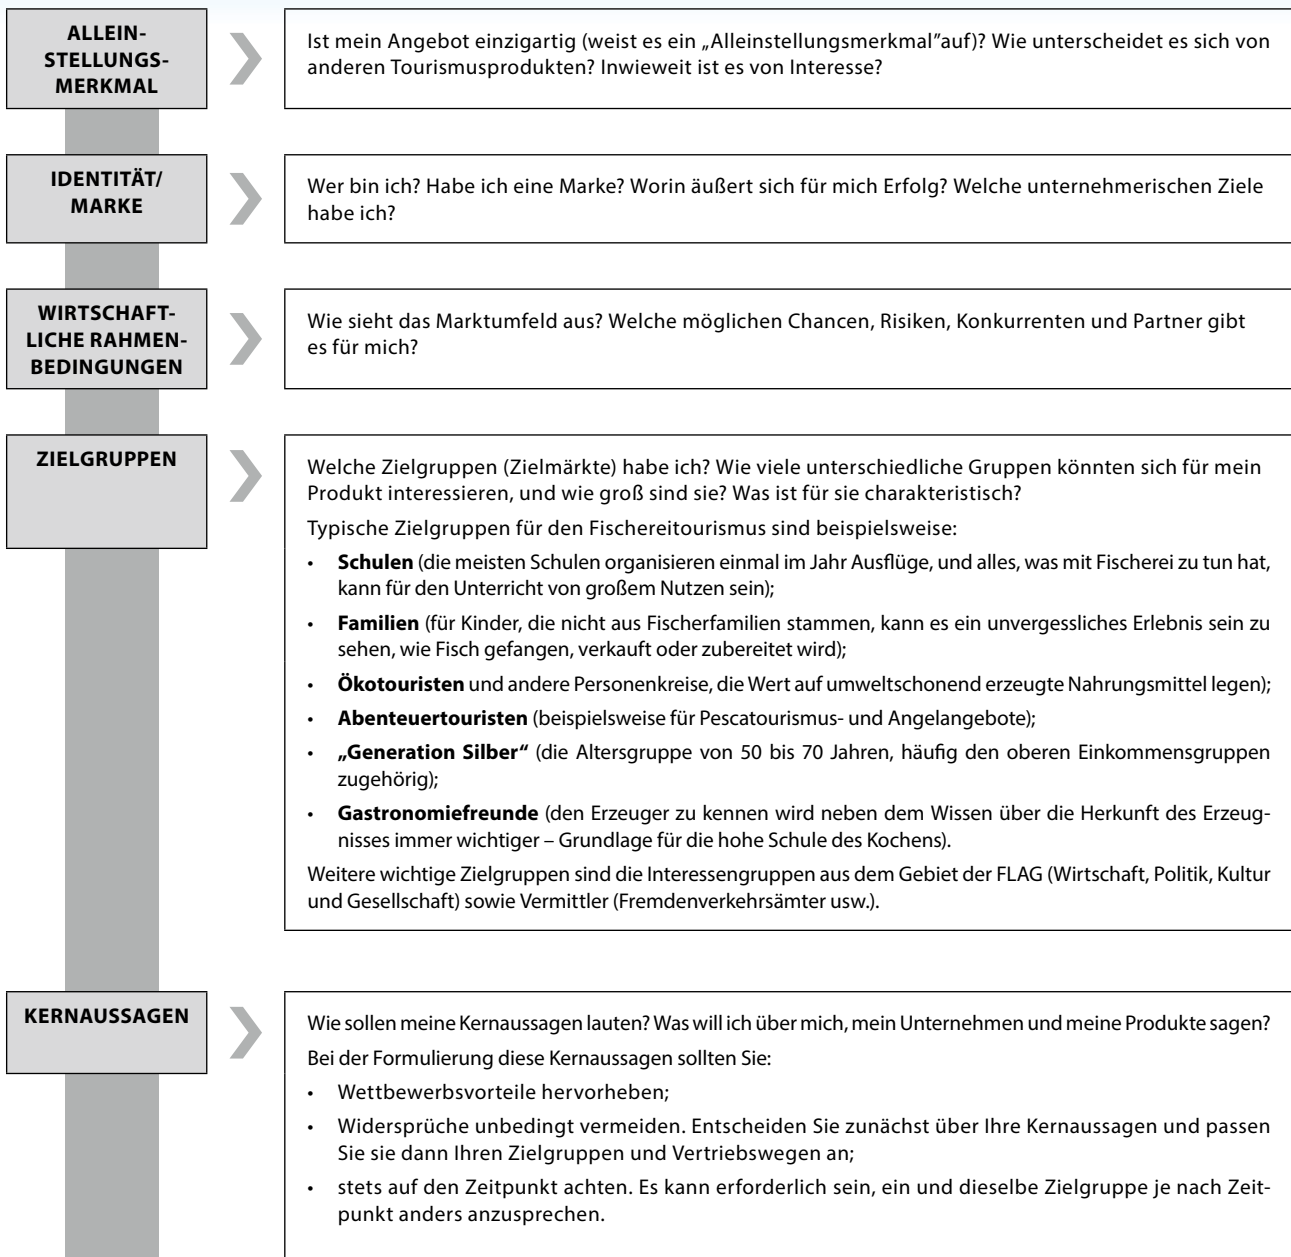 ALLEIN-
STELLUNGS-
MERKMAL
Ist mein Angebot einzigartig (weist es ein „Alleinstellungsmerkmal”auf)? Wie unterscheidet es sich von
anderen Tourismusprodukten? Inwieweit ist es von Interesse?
IDENTITÄT/
MARKE
Wer bin ich? Habe ich eine Marke? Worin äußert sich für mich Erfolg? Welche unternehmerischen Ziele
habe ich?
WIRTSCHAFT-
LICHE RAHMEN-
BEDINGUNGEN
Wie sieht das Marktumfeld aus? Welche möglichen Chancen, Risiken, Konkurrenten und Partner gibt
es für mich?
ZIELGRUPPEN
Welche Zielgruppen (Zielmärkte) habe ich? Wie viele unterschiedliche Gruppen könnten sich für mein
Produkt interessieren, und wie groß sind sie? Was ist für sie charakteristisch?
Typische Zielgruppen für den Fischereitourismus sind beispielsweise:
• Schulen (die meisten Schulen organisieren einmal im Jahr Ausflüge, und alles, was mit Fischerei zu tun hat,
kann für den Unterricht von großem Nutzen sein);
• Familien (für Kinder, die nicht aus Fischerfamilien stammen, kann es ein unvergessliches Erlebnis sein zu
sehen, wie Fisch gefangen, verkauft oder zubereitet wird);
• Ökotouristen und andere Personenkreise, die Wert auf umweltschonend erzeugte Nahrungsmittel legen);
• Abenteuertouristen (beispielsweise für Pescatourismus- und Angelangebote);
• „Generation Silber“ (die Altersgruppe von 50 bis 70 Jahren, häufig den oberen Einkommensgruppen
zugehörig);
• Gastronomiefreunde (den Erzeuger zu kennen wird neben dem Wissen über die Herkunft des Erzeug-
nisses immer wichtiger – Grundlage für die hohe Schule des Kochens).
Weitere wichtige Zielgruppen sind die Interessengruppen aus dem Gebiet der FLAG (Wirtschaft, Politik, Kultur
und Gesellschaft) sowie Vermittler (Fremdenverkehrsämter usw.).
KERNAUSSAGEN
Wie sollen meine Kernaussagen lauten? Was will ich über mich, mein Unternehmen und meine Produkte sagen?
Bei der Formulierung diese Kernaussagen sollten Sie:
• Wettbewerbsvorteile hervorheben;
• Widersprüche unbedingt vermeiden. Entscheiden Sie zunächst über Ihre Kernaussagen und passen
Sie sie dann Ihren Zielgruppen und Vertriebswegen an;
• stets auf den Zeitpunkt achten. Es kann erforderlich sein, ein und dieselbe Zielgruppe je nach Zeit-
punkt anders anzusprechen.